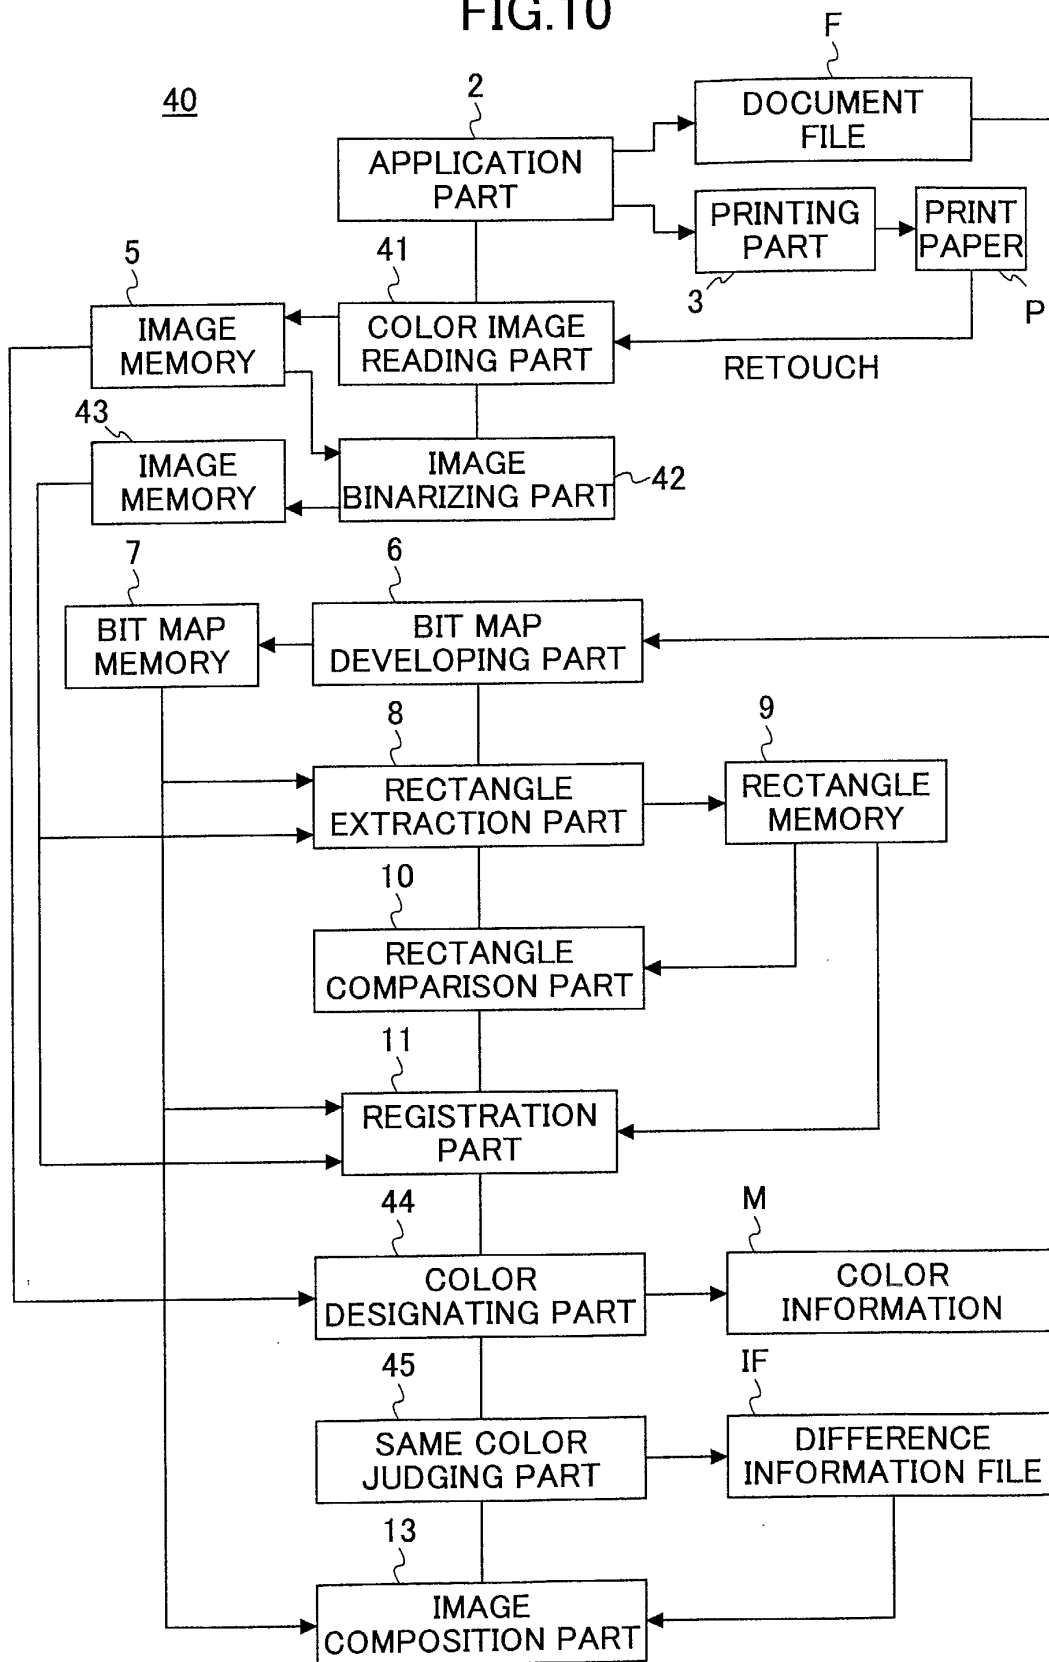 FIG.10
40
2
APPLICATION
PART
F
DOCUMENT
FILE
PRINTING
PART
3
PRINT
PAPER
P
5
IMAGE
MEMORY
41
COLOR IMAGE
READING PART
RETOUCH
43
IMAGE
MEMORY
IMAGE
BINARIZING PART
42
7
BIT MAP
MEMORY
6
BIT MAP
DEVELOPING PART
8
RECTANGLE
EXTRACTION PART
9
RECTANGLE
MEMORY
10
RECTANGLE
COMPARISON PART
11
REGISTRATION
PART
44
COLOR
DESIGNATING PART
M
COLOR
INFORMATION
45
SAME COLOR
JUDGING PART
IF
DIFFERENCE
INFORMATION FILE
13
IMAGE
COMPOSITION PART